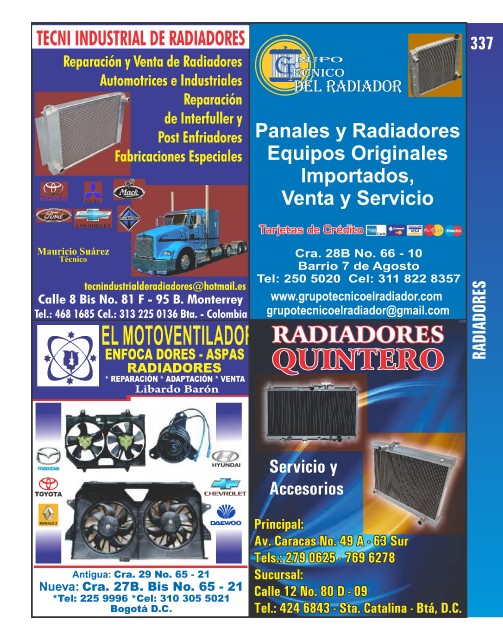 337
RADIADORES
TECNI INDUSTRIAL DE RADIADORES
Reparación y Venta de Radiadores
Automotrices e Industriales
Reparación
de Interfuller y
Post Enfriadores
Fabricaciones Especiales
TOYOTA
Mack
Ford
CHEVROLET
Mauricio Suárez
Técnico
tecnindustrialderadiadores@hotmail.es
Calle 8 Bis No. 81 F - 95 B. Monterrey
Tel.: 468 1685 Cel.: 313 225 0136 Bta. - Colombia
GRUPO
TÉCNICO
DEL RADIADOR
Panales y Radiadores
Equipos Originales
Importados,
Venta y Servicio
Tarjetas de Crédito
Cra. 28B No. 66 - 10
Barrio 7 de Agosto
Tel: 250 5020 Cel: 311 822 8357
www.grupotecnicoelradiador.com
grupotecnicoelradiador@gmail.com
EL MOTOVENTILADOR
ENFOCA DORES - ASPAS
RADIADORES
* REPARACIÓN * ADAPTACIÓN * VENTA
Libardo Barón
mazda
HYUNDAI
TOYOTA
CHEVROLET
RENAULT
DAEWOO
Antigua: Cra. 29 No. 65 - 21
Nueva: Cra. 27B. Bis No. 65 - 21
*Tel: 225 9996 *Cel: 310 305 5021
Bogotá D.C.
RADIADORES
QUINTERO
Servicio y
Accesorios
Principal:
Av. Caracas No. 49 A - 63 Sur
Tels.: 279 0625 - 769 6278
Sucursal:
Calle 12 No. 80 D - 09
Tel.: 424 6843 - Sta. Catalina - Btá, D.C.